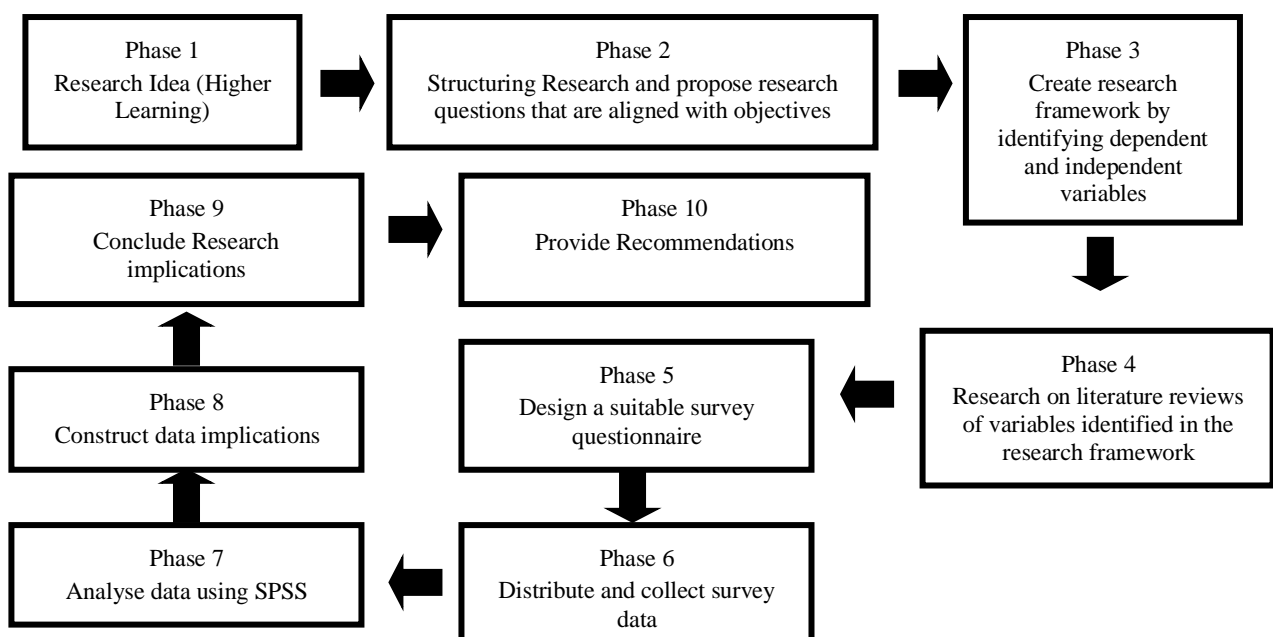 Phase 1
Research Idea (Higher
Learning)
Phase 2
Structuring Research and propose research
questions that are aligned with objectives
Phase 3
Create research
framework by
identifying dependent
and independent
variables
Phase 4
Research on literature reviews
of variables identified in the
research framework
Phase 5
Design a suitable survey
questionnaire
Phase 6
Distribute and collect survey
data
Phase 7
Analyse data using SPSS
Phase 8
Construct data implications
Phase 9
Conclude Research
implications
Phase 10
Provide Recommendations